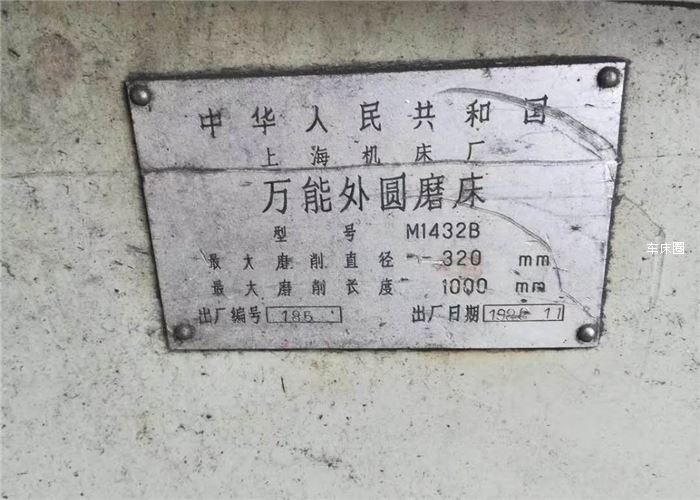 中华人民共和国
上海机床厂
万能外圆磨床
型号 M1432B
最大磨削直径 320 mm
最大磨削长度 1000 mm
出厂编号 185 出厂日期 11
车床圈